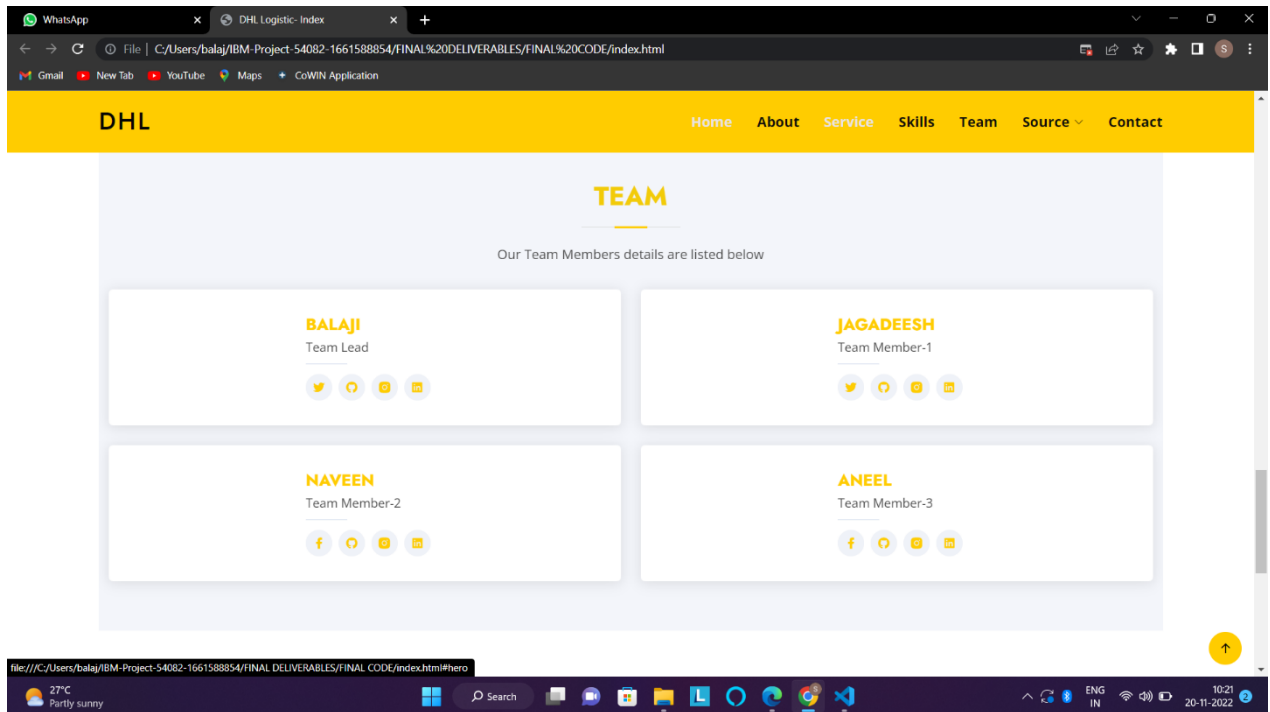 WhatsApp
DHL Logistic- Index
File | C:/Users/balaj/IBM-Project-54082-1661588854/FINAL%20DELIVERABLES/FINAL%20CODE/index.html
S
Gmail New Tab YouTube Maps CoWIN Application
DHL Home About Service Skills Team Source Contact
TEAM
Our Team Members details are listed below
BALAJI
Team Lead
JAGADEESH
Team Member-1
NAVEEN
Team Member-2
ANEEL
Team Member-3
file:///C:/Users/balaj/IBM-Project-54082-1661588854/FINAL DELIVERABLES/FINAL CODE/index.html#hero
27°C
Partly sunny
Search
L
ENG
IN
10:21
20-11-2022
2